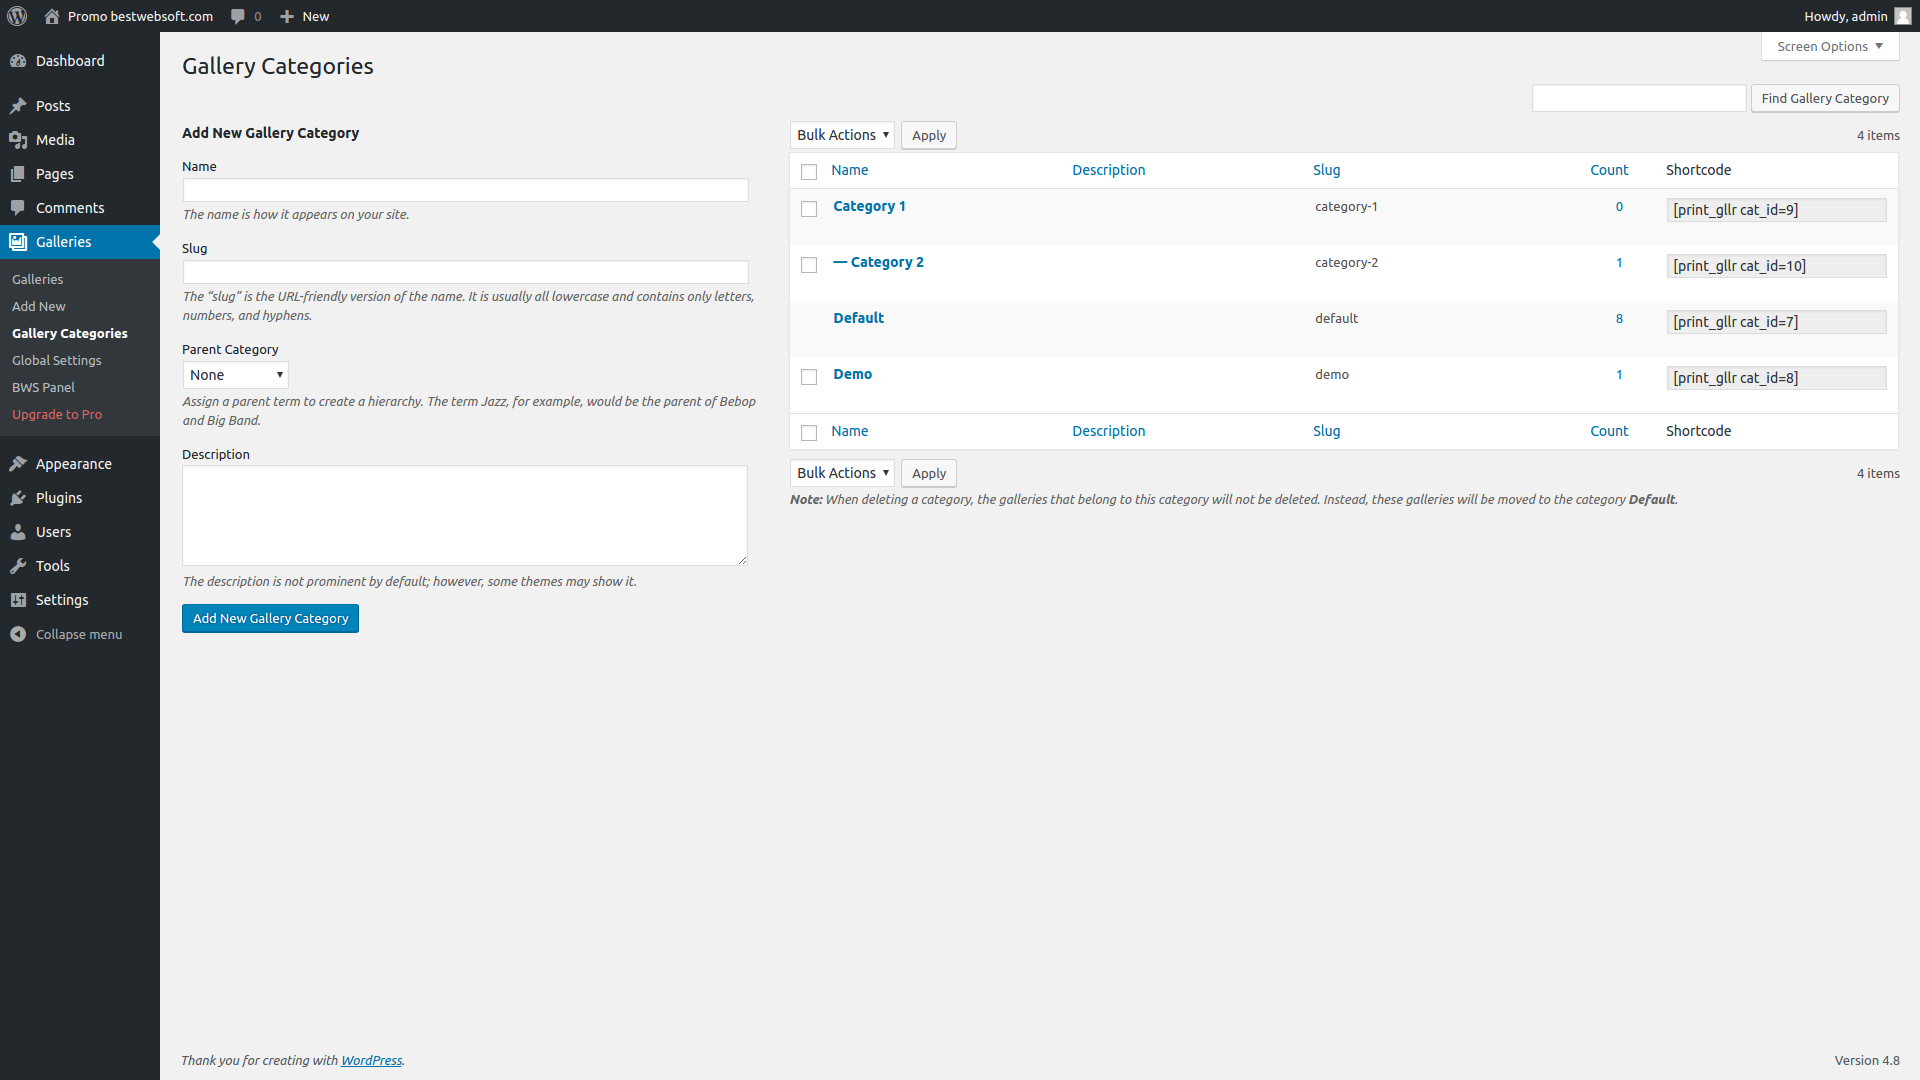 Promo bestwebsoft.com
0
New
Howdy, admin
Dashboard
Posts
Media
Pages
Comments
Galleries
Galleries
Add New
Gallery Categories
Global Settings
BWS Panel
Upgrade to Pro
Appearance
Plugins
Users
Tools
Settings
Collapse menu
Screen Options
Gallery Categories
Find Gallery Category
Add New Gallery Category
Name
The name is how it appears on your site.
Slug
The “slug” is the URL-friendly version of the name. It is usually all lowercase and contains only letters,
numbers, and hyphens.
Parent Category
None
Assign a parent term to create a hierarchy. The term Jazz, for example, would be the parent of Bebop
and Big Band.
Description
The description is not prominent by default; however, some themes may show it.
Add New Gallery Category
Bulk Actions Apply 4 items
Name Description Slug Count Shortcode
Category 1 category-1 0 [print_gllr cat_id=9]
— Category 2 category-2 1 [print_gllr cat_id=10]
Default default 8 [print_gllr cat_id=7]
Demo demo 1 [print_gllr cat_id=8]
Name Description Slug Count Shortcode
Bulk Actions Apply 4 items
Note: When deleting a category, the galleries that belong to this category will not be deleted. Instead, these galleries will be moved to the category Default.
Thank you for creating with WordPress.
Version 4.8